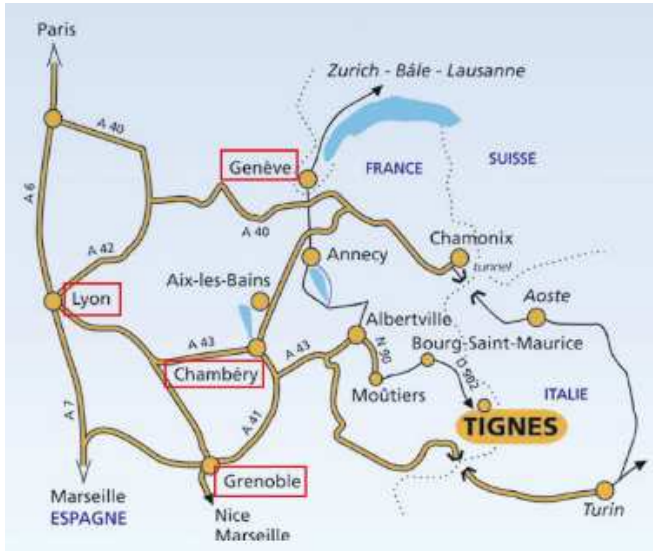 Paris
Zurich - Bâle - Lausanne
A 40
Genève
FRANCE
SUISSE
A 6
A 40
Chamonix
A 42
Annecy
tunnel
Aix-les-Bains
Lyon
Aoste
Albertville
A 43
A 43
N 90
Bourg-Saint-Maurice
Chambéry
D 902
Moûtiers
ITALIE
A 7
A 41
TIGNES
Grenoble
Marseille
ESPAGNE
Nice
Marseille
Turin